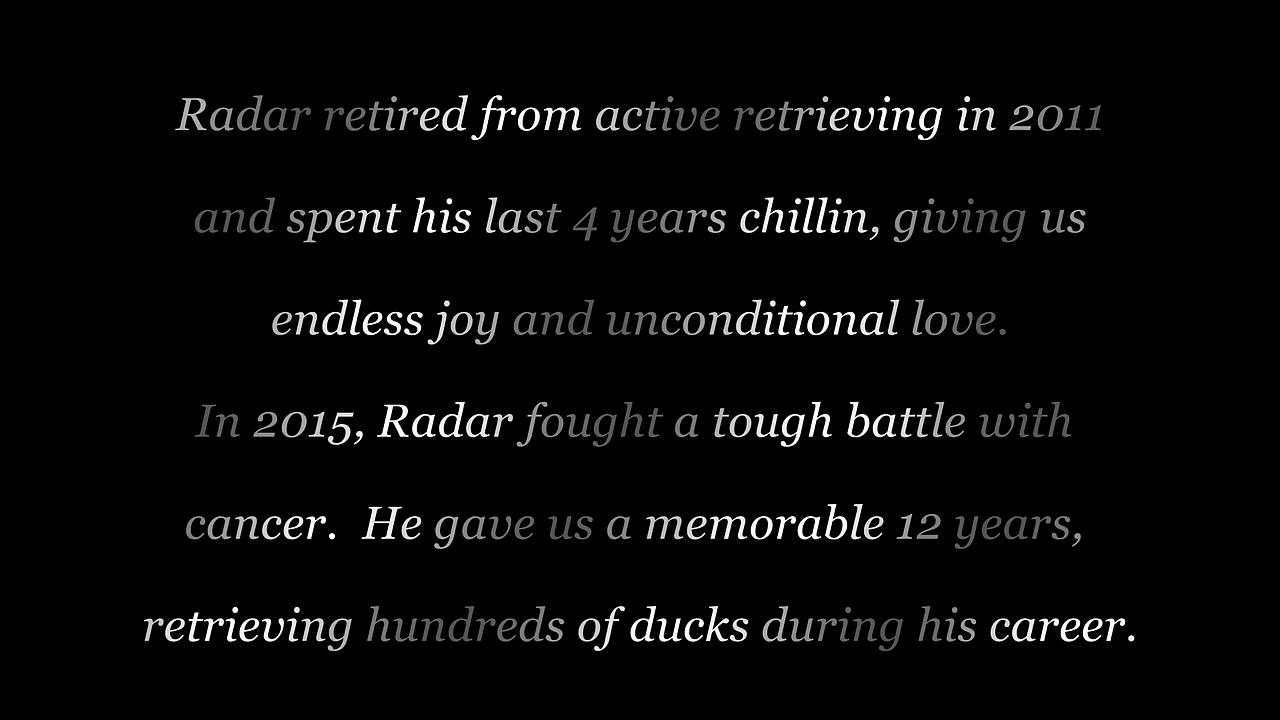 Radar retired from active retrieving in 2011
and spent his last 4 years chillin, giving us
endless joy and unconditional love.
In 2015, Radar fought a tough battle with
cancer.  He gave us a memorable 12 years,
retrieving hundreds of ducks during his career.